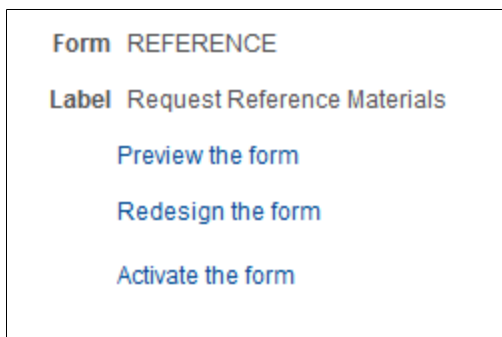 Form REFERENCE
Label Request Reference Materials
Preview the form
Redesign the form
Activate the form